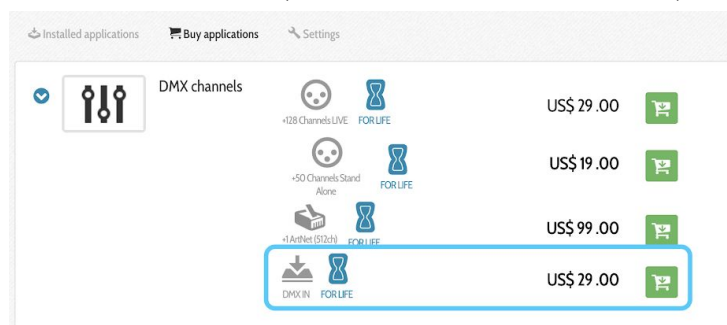 Installed applications Buy applications Settings
DMX channels
+128 Channels LIVE FOR LIFE US$ 29 .00
+50 Channels Stand
Alone FOR LIFE US$ 19 .00
+1 ArtNet (512ch) FOR LIFE US$ 99 .00
DMX IN FOR LIFE US$ 29 .00